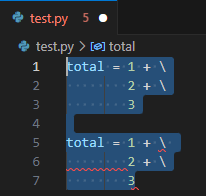 test.py 5
test.py > total
1 total = 1 + \
2         2 + \
3         3
4
5 total = 1 + \
6         2 + \
7         3